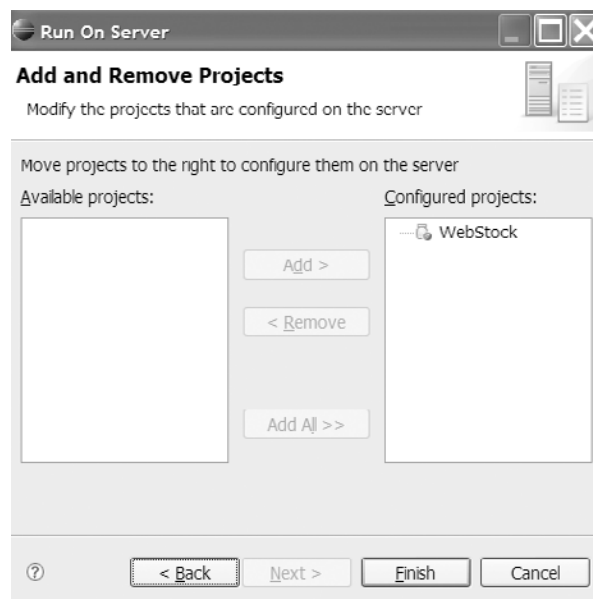 Run On Server
Add and Remove Projects
Modify the projects that are configured on the server
Move projects to the right to configure them on the server
Available projects:
Configured projects:
WebStock
Add >
< Remove
Add All >>
?
< Back
Next >
Finish
Cancel